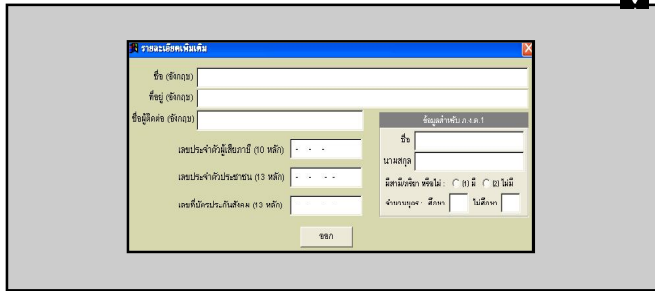 รายละเอียดเพิ่มเติม
ชื่อ (อังกฤษ)
ที่อยู่ (อังกฤษ)
ชื่อผู้ติดต่อ (อังกฤษ)
ข้อมูลสำหรับ ภ.ง.ด.1
ชื่อ
นามสกุล
เลขประจำตัวผู้เสียภาษี (10 หลัก) - - -
เลขประจำตัวประชาชน (13 หลัก)
มีสามี/ภริยา หรือไม่ : (1) มี (2) ไม่มี
เลขที่บัตรประกันสังคม (13 หลัก)
จำนวนบุตร : ศึกษา ไม่ศึกษา
ออก